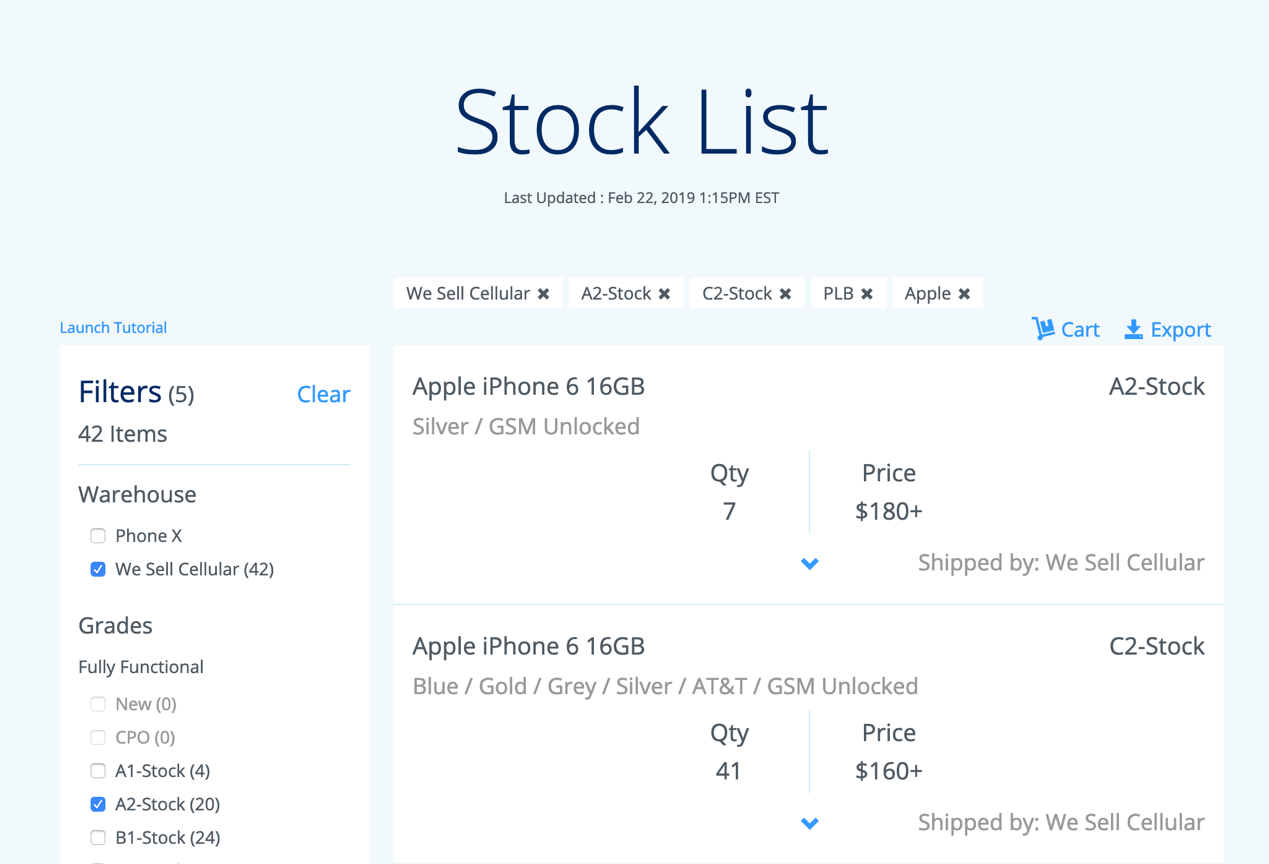 Stock List
Last Updated : Feb 22, 2019 1:15PM EST
We Sell Cellular ✖ A2-Stock ✖ C2-Stock ✖ PLB ✖ Apple ✖
Launch Tutorial
Cart Export
Filters (5) Clear
42 Items
Warehouse
Phone X
We Sell Cellular (42)
Grades
Fully Functional
New (0)
CPO (0)
A1-Stock (4)
A2-Stock (20)
B1-Stock (24)
Apple iPhone 6 16GB A2-Stock
Silver / GSM Unlocked
Qty Price
7 $180+
Shipped by: We Sell Cellular
Apple iPhone 6 16GB C2-Stock
Blue / Gold / Grey / Silver / AT&T / GSM Unlocked
Qty Price
41 $160+
Shipped by: We Sell Cellular